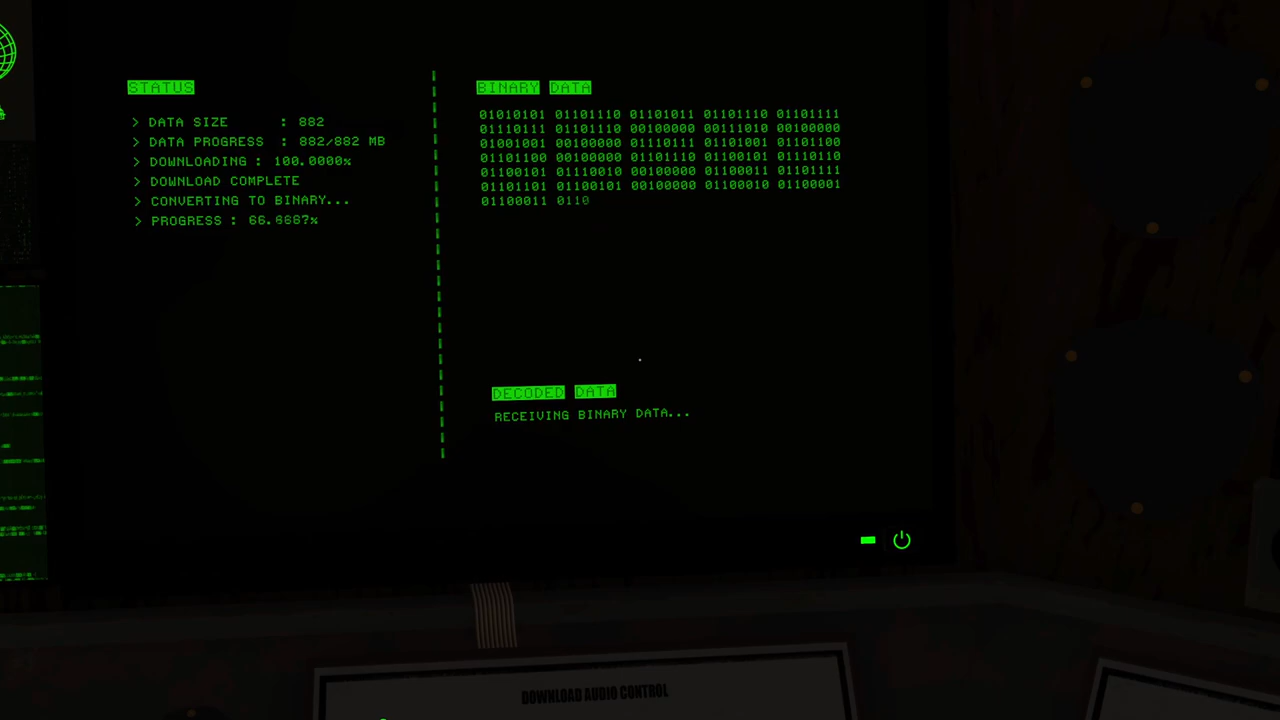 STATUS
> DATA SIZE : 882
> DATA PROGRESS : 882/882 MB
> DOWNLOADING : 100.0000%
> DOWNLOAD COMPLETE
> CONVERTING TO BINARY...
> PROGRESS : 66.6687%
BINARY DATA
01010101 01101110 01101011 01101110 01101111
01110111 01101110 00100000 00111010 00100000
01001001 00100000 01110111 01101001 01101100
01101100 00100000 01101110 01100101 01110110
01100101 01110010 00100000 01100011 01101111
01101101 01100101 00100000 01100010 01100001
01100011 0110
DECODED DATA
RECEIVING BINARY DATA...
DOWNLOAD AUDIO CONTROL